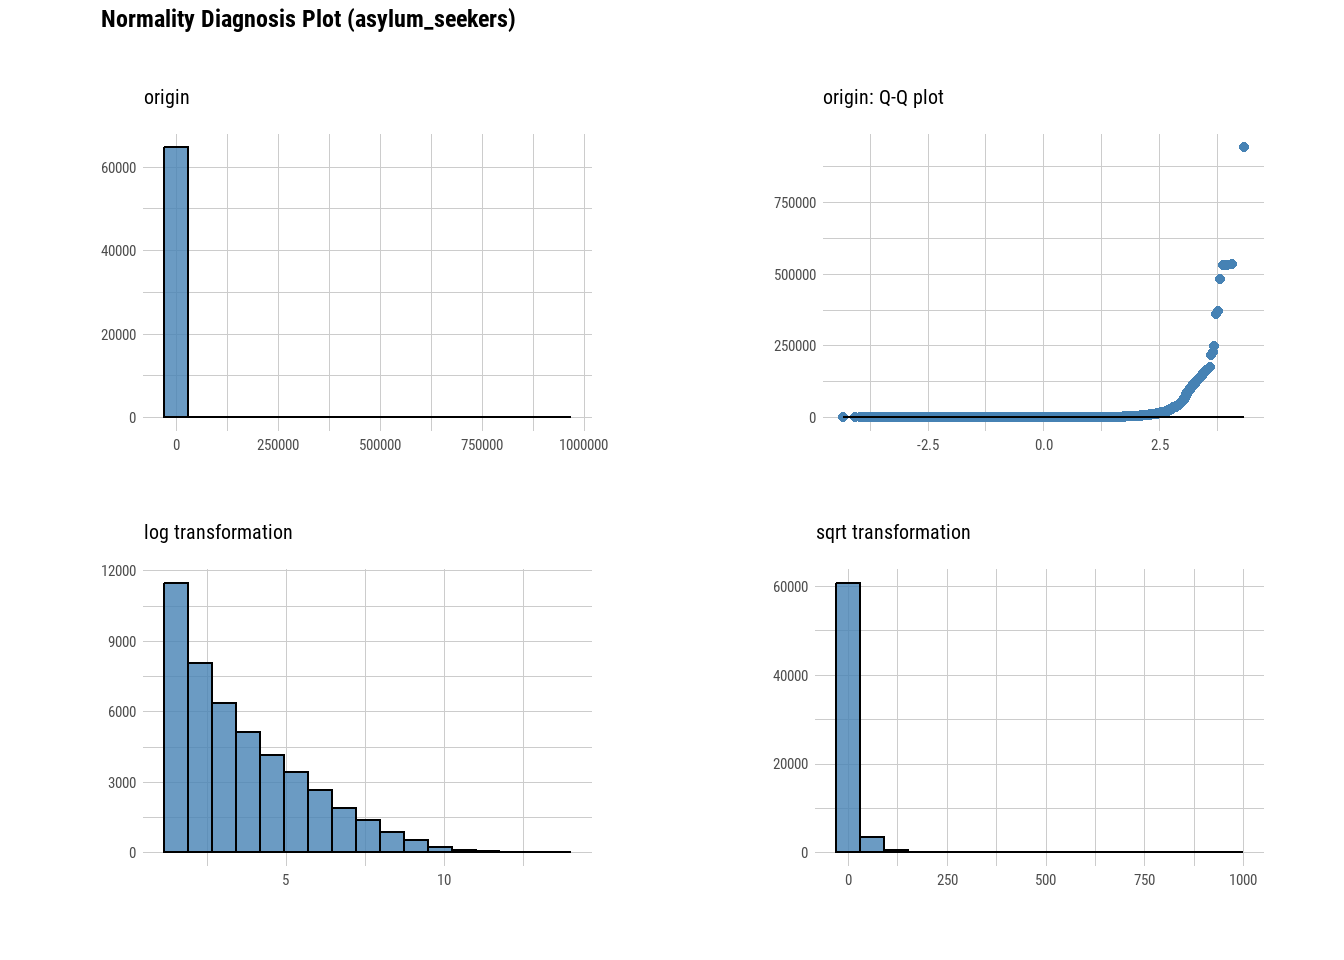 Normality Diagnosis Plot (asylum_seekers)
origin
60000
40000
20000
0
0 250000 500000 750000 1000000
origin: Q-Q plot
750000
500000
250000
0
-2.5 0.0 2.5
log transformation
12000
9000
6000
3000
0
5 10
sqrt transformation
60000
40000
20000
0
0 250 500 750 1000